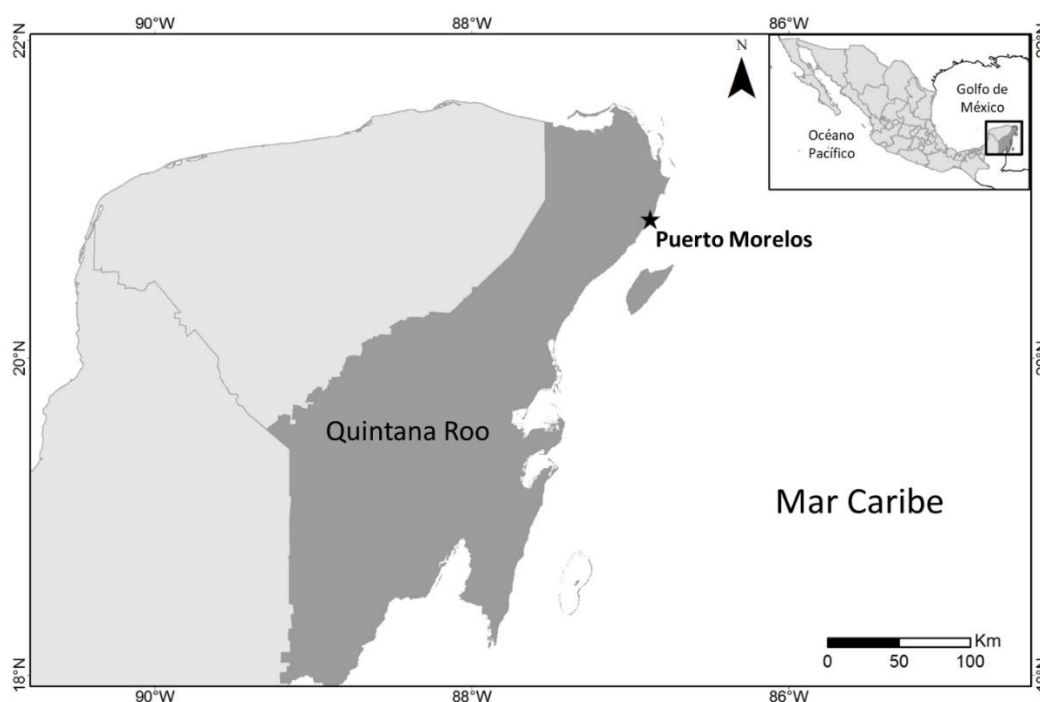 90°W
88°W
86°W
22°N
N
Golfo de
México
Océano
Pacífico
Puerto Morelos
20°N
20°N
Quintana Roo
Mar Caribe
Km
0
50
100
18°N
90°W
88°W
86°W